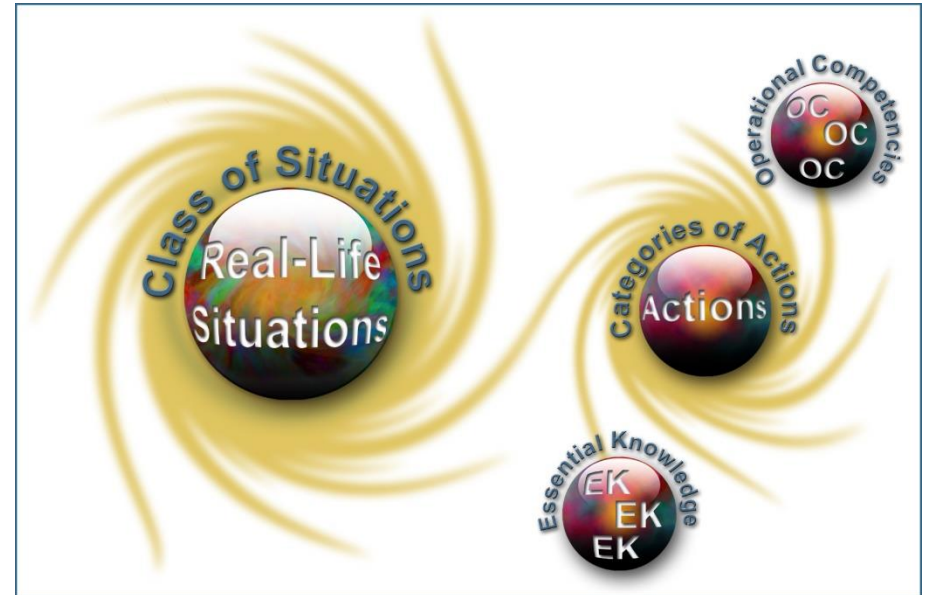 Class of Situations
Real-Life
Situations
Operational Competencies
OC
OC
OC
Categories of Actions
Actions
Essential Knowledge
EK
EK
EK